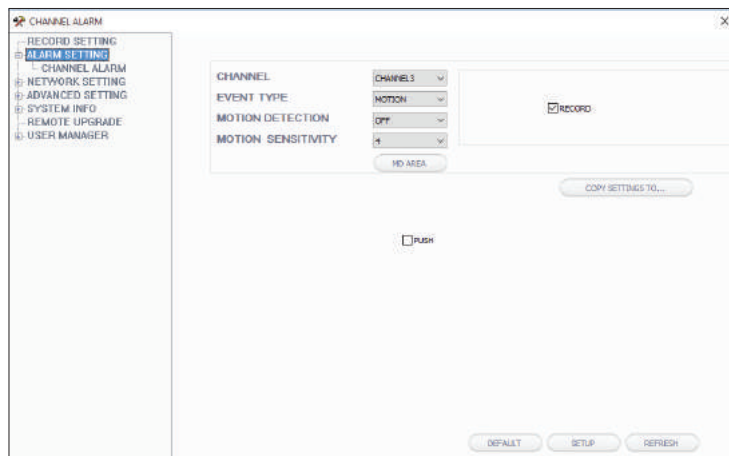 CHANNEL ALARM
RECORD SETTING
ALARM SETTING
CHANNEL ALARM
NETWORK SETTING
ADVANCED SETTING
SYSTEM INFO
REMOTE UPGRADE
USER MANAGER
CHANNEL CHANNEL3
EVENT TYPE MOTION
MOTION DETECTION OFF
MOTION SENSITIVITY 4
MD AREA
RECORD
COPY SETTINGS TO...
PUSH
DEFAULT SETUP REFRESH